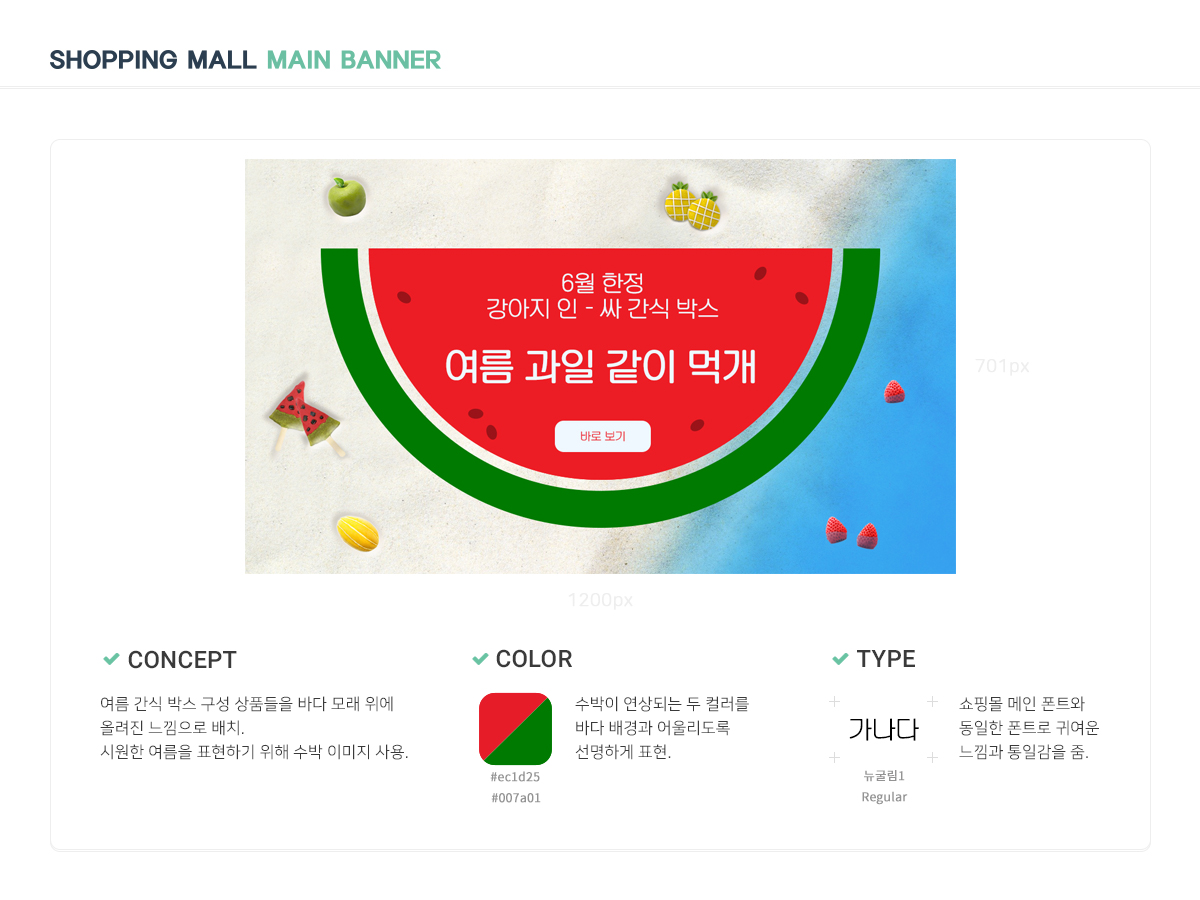 SHOPPING MALL MAIN BANNER
6월 한정
강아지 인 - 싸 간식 박스
여름 과일 같이 먹개
바로 보기
701px
1200px
CONCEPT
여름 간식 박스 구성 상품들을 바다 모래 위에
올려진 느낌으로 배치.
시원한 여름을 표현하기 위해 수박 이미지 사용.
COLOR
#ec1d25
#007a01
수박이 연상되는 두 컬러를
바다 배경과 어울리도록
선명하게 표현.
TYPE
가나다
뉴굴림1
Regular
쇼핑몰 메인 폰트와
동일한 폰트로 귀여운
느낌과 통일감을 줌.